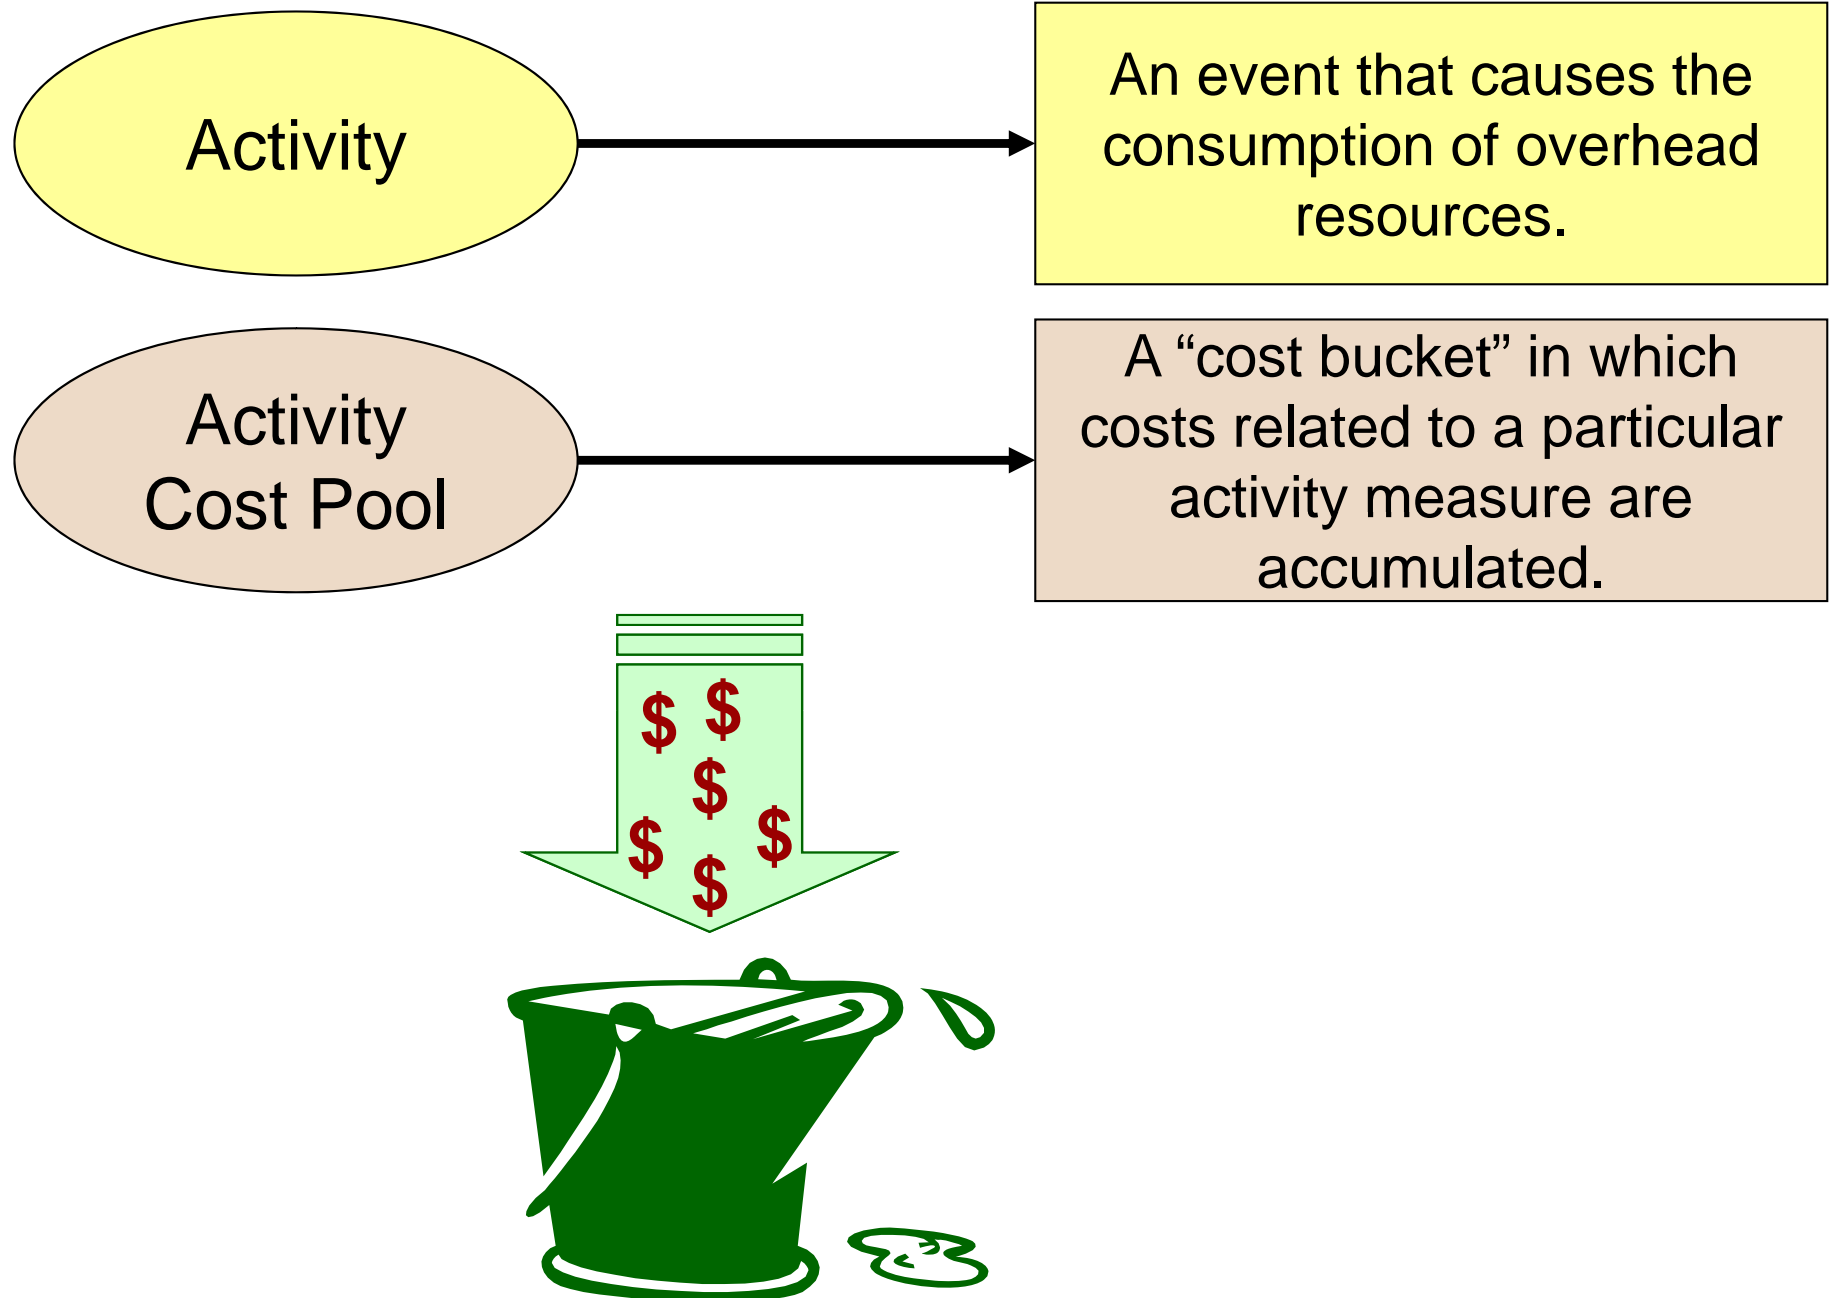 Activity
An event that causes the
consumption of overhead
resources.
Activity
Cost Pool
A “cost bucket” in which
costs related to a particular
activity measure are
accumulated.
$ $
$
$ $
$